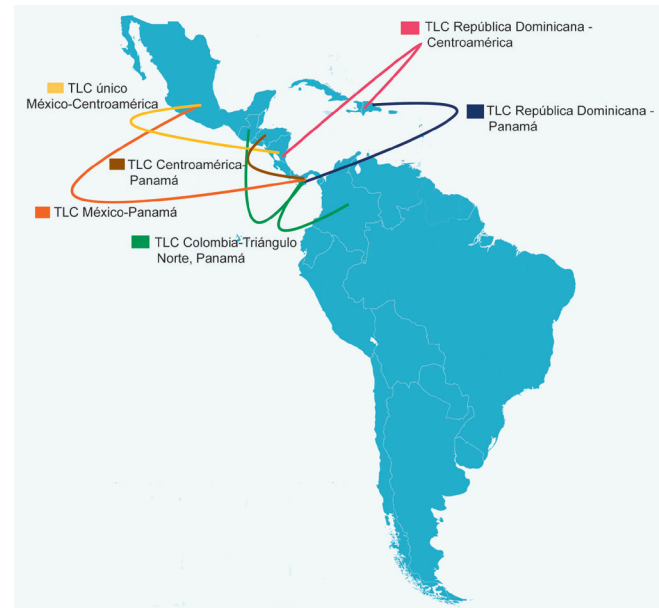 TLC República Dominicana -
Centroamérica
TLC único
México-Centroamérica
TLC República Dominicana -
Panamá
TLC Centroamérica-
Panamá
TLC México-Panamá
TLC Colombia-Triángulo
Norte, Panamá